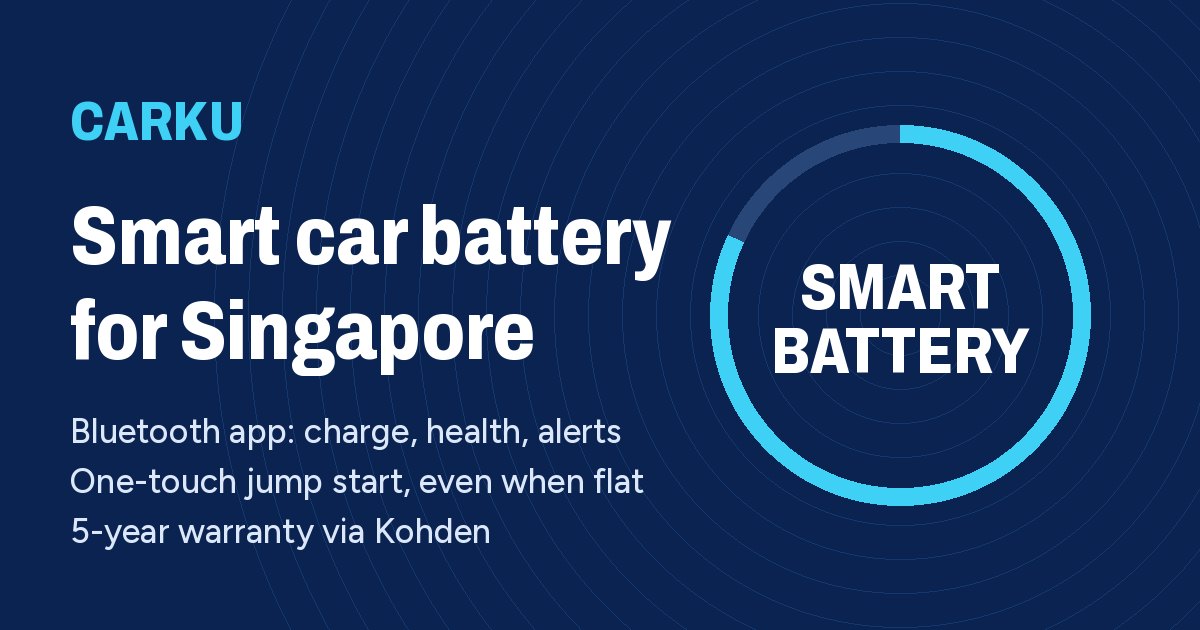 CARKU
Smart car battery
for Singapore
Bluetooth app: charge, health, alerts
One-touch jump start, even when flat
5-year warranty via Kohden
SMART
BATTERY